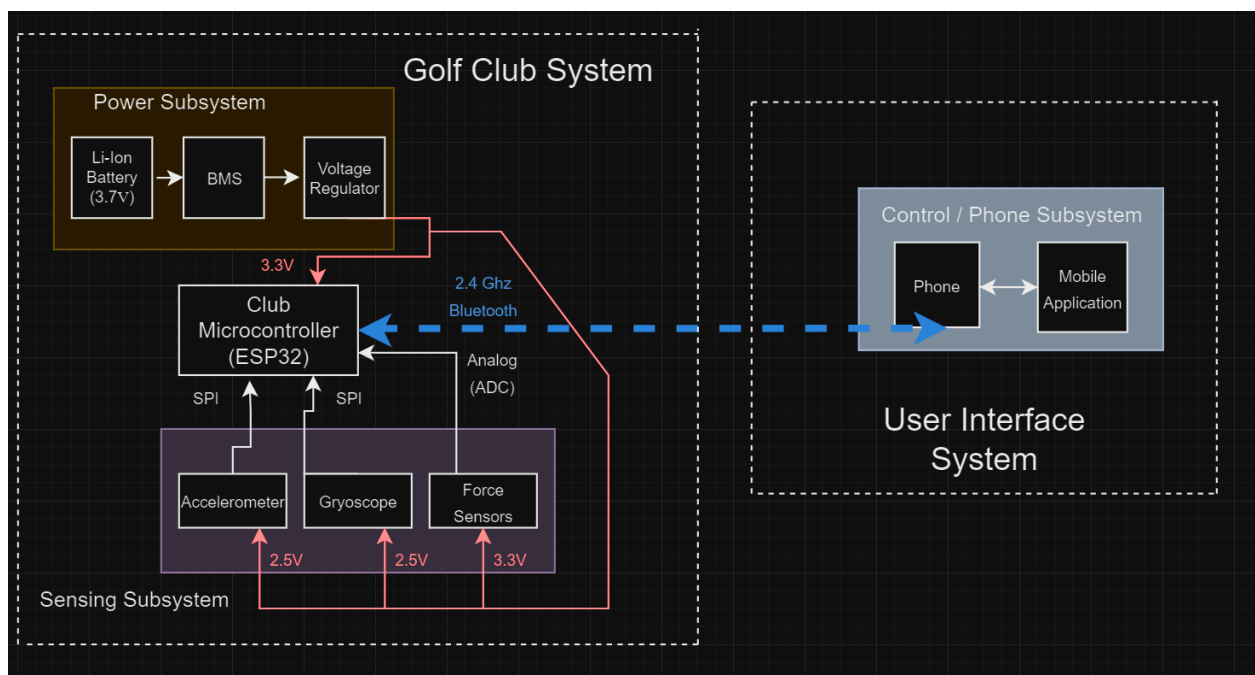 Golf Club System
Power Subsystem
Li-Ion
Battery
(3.7V)
BMS
Voltage
Regulator
3.3V
Club
Microcontroller
(ESP32)
2.4 Ghz
Bluetooth
Analog
(ADC)
SPI
SPI
Accelerometer
Gryoscope
Force
Sensors
2.5V
2.5V
3.3V
Sensing Subsystem
Control / Phone Subsystem
Phone
Mobile
Application
User Interface
System